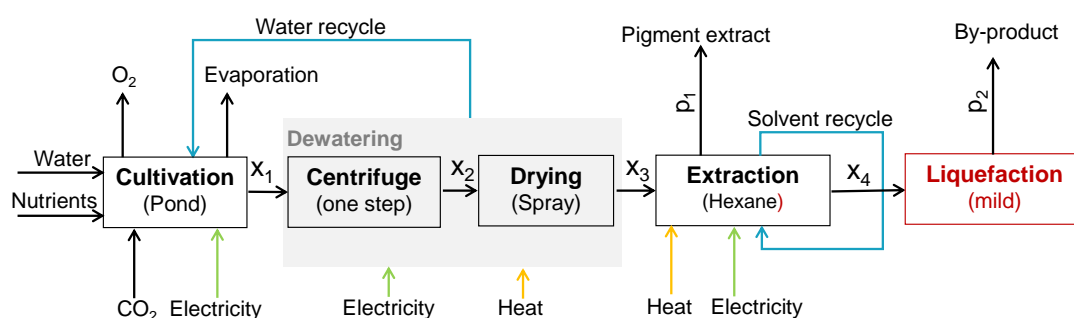 Water recycle
Pigment extract
By-product
O2
Evaporation
p1
p2
Dewatering
Solvent recycle
Water
Nutrients
Cultivation
(Pond)
x1
Centrifuge
(one step)
x2
Drying
(Spray)
x3
Extraction
(Hexane)
x4
Liquefaction
(mild)
CO2
Electricity
Electricity
Heat
Heat
Electricity